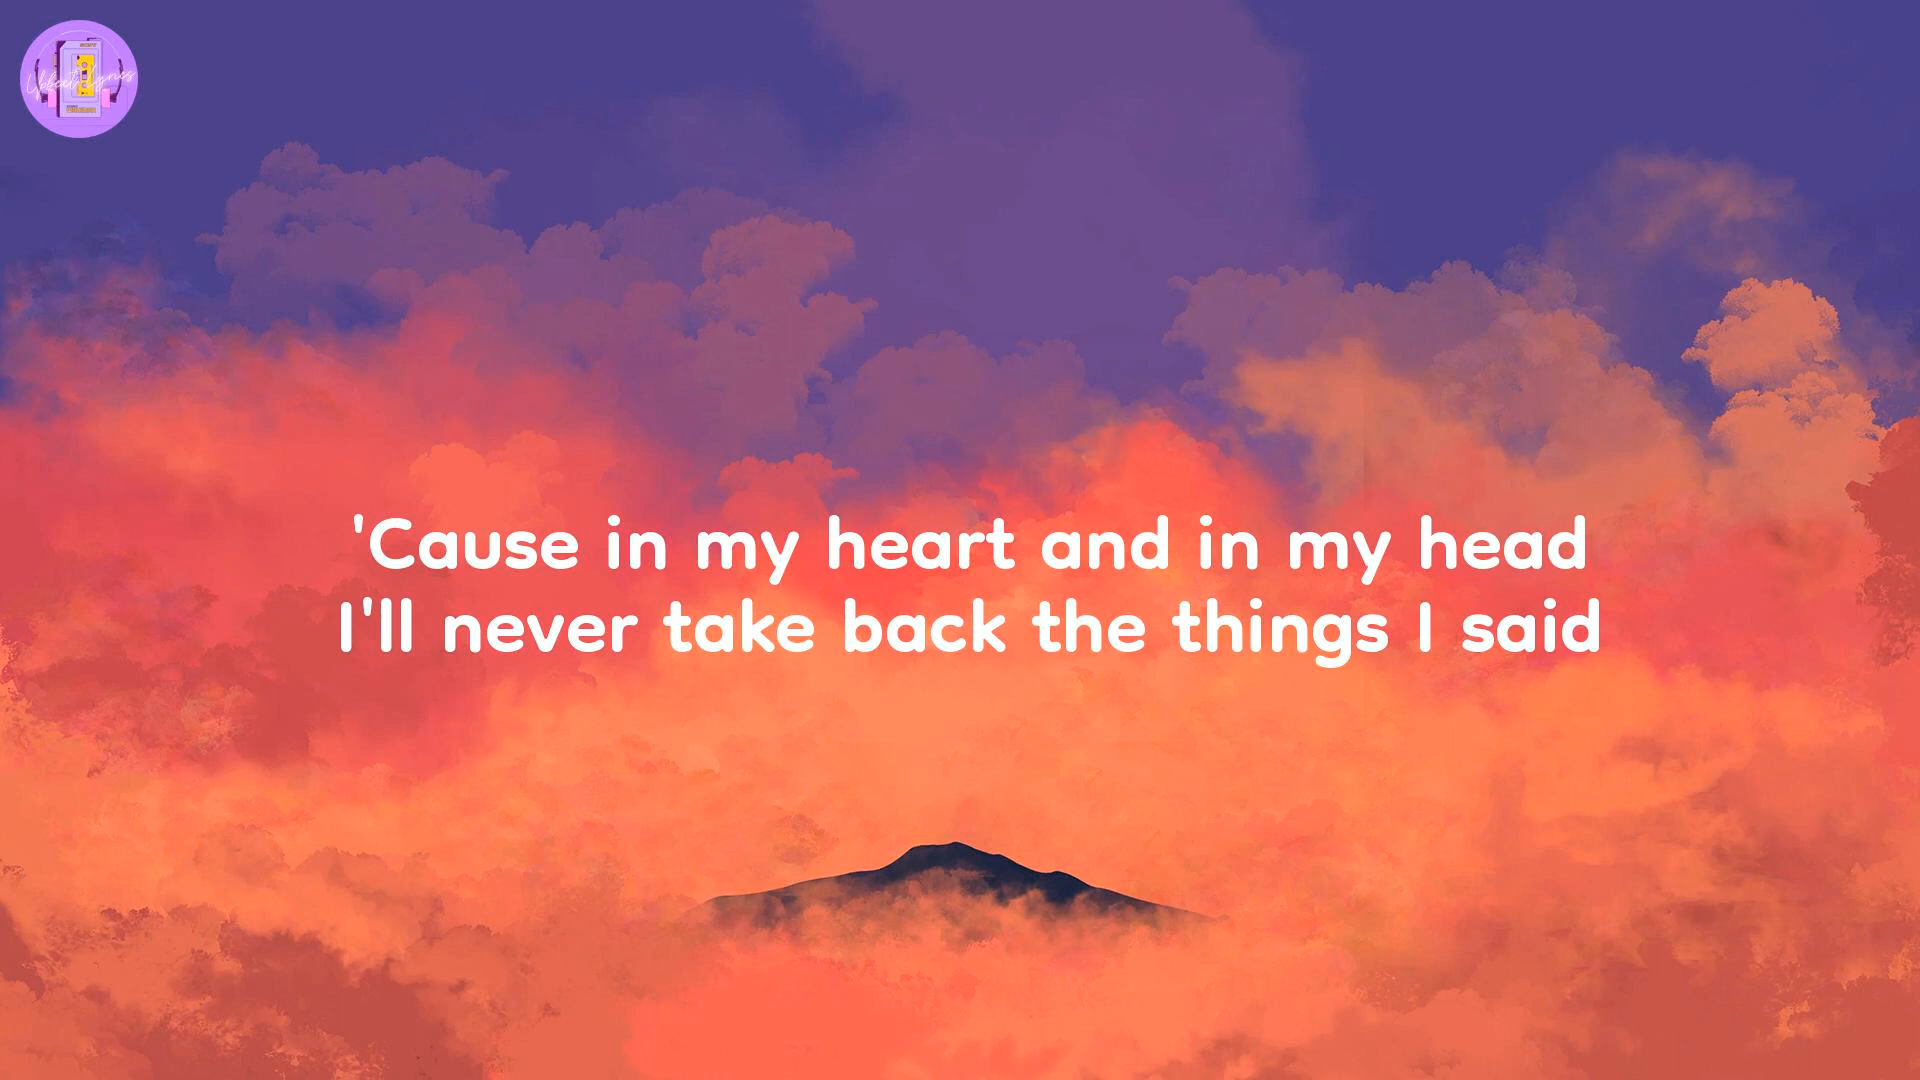 'Cause in my heart and in my head
I'll never take back the things I said